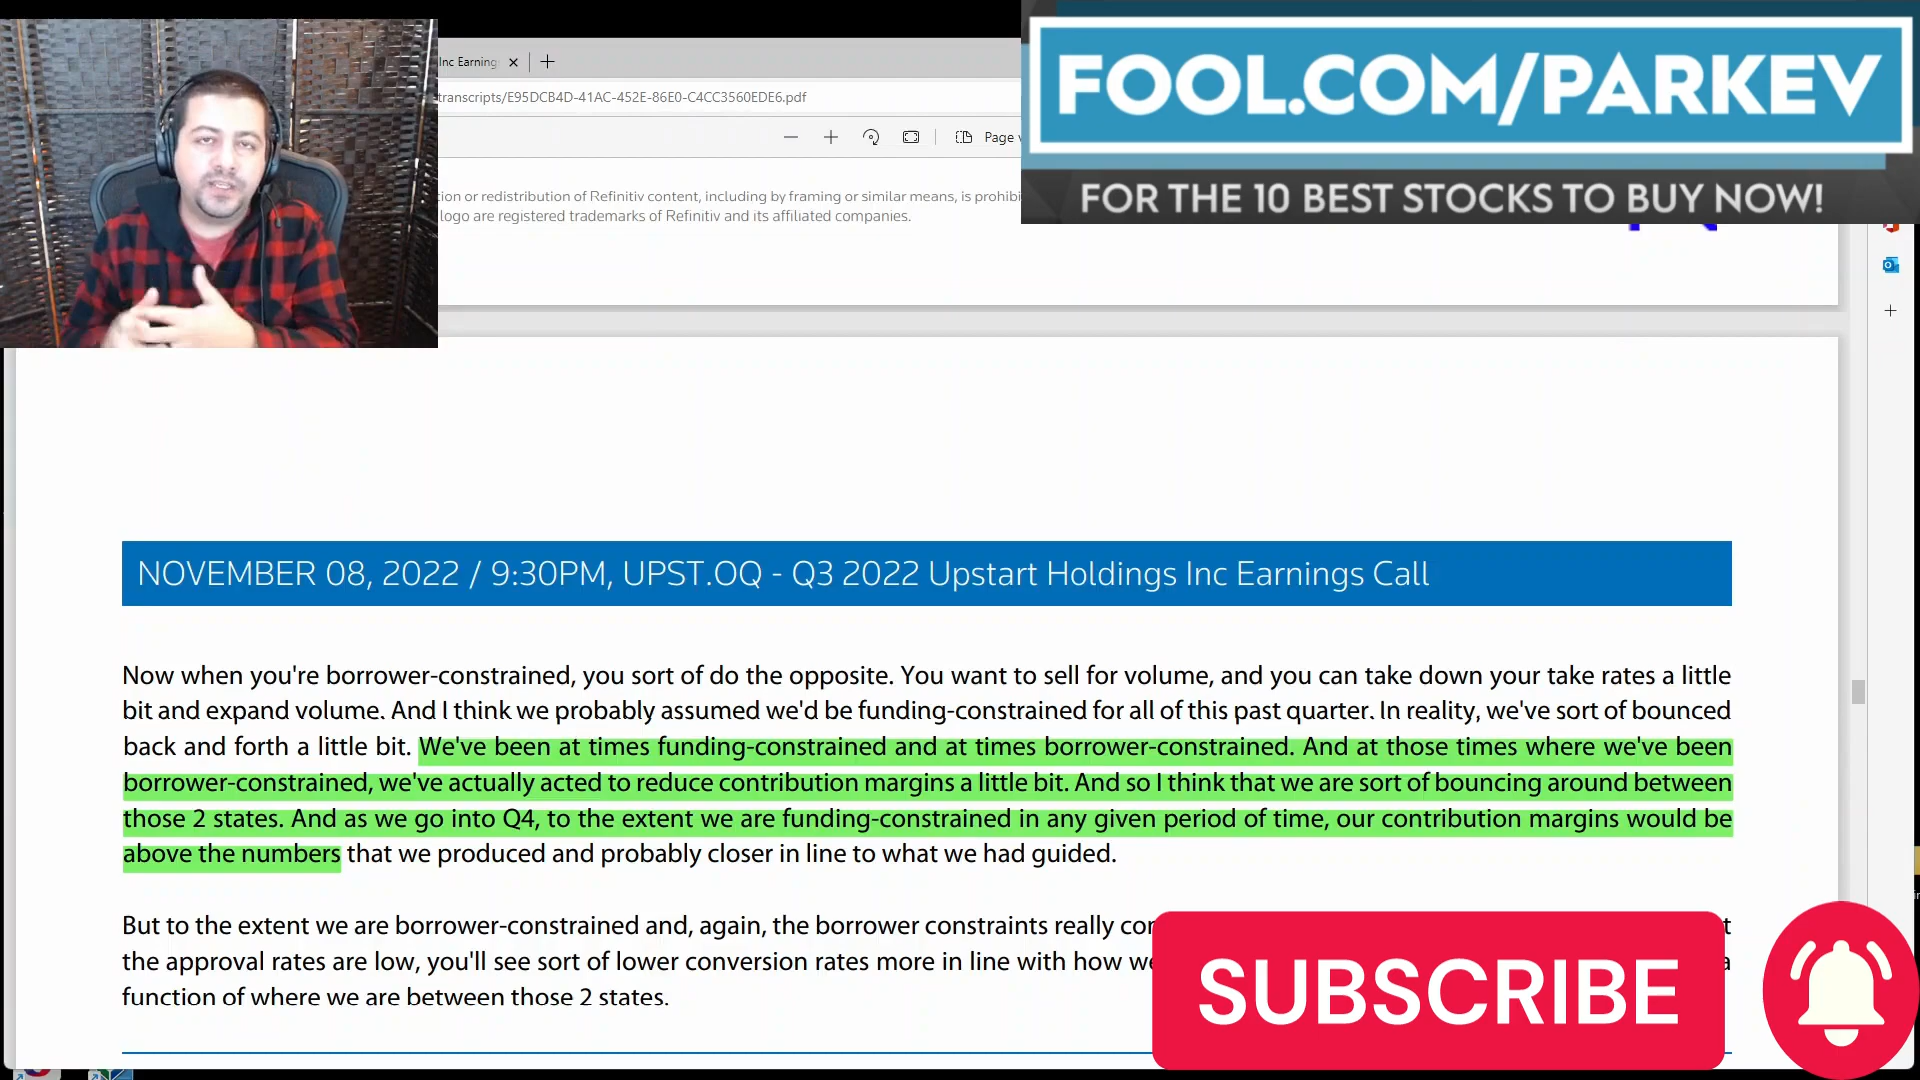 FOOL.COM/PARKEV
FOR THE 10 BEST STOCKS TO BUY NOW!
Inc Earning
transcripts/E95DCB4D-41AC-452E-86E0-C4CC3560EDE6.pdf
Page
tion or redistribution of Refinitiv content, including by framing or similar means, is prohibi
logo are registered trademarks of Refinitiv and its affiliated companies.
NOVEMBER 08, 2022 / 9:30PM, UPST.OQ - Q3 2022 Upstart Holdings Inc Earnings Call
Now when you're borrower-constrained, you sort of do the opposite. You want to sell for volume, and you can take down your take rates a little
bit and expand volume. And I think we probably assumed we'd be funding-constrained for all of this past quarter. In reality, we've sort of bounced
back and forth a little bit. We've been at times funding-constrained and at times borrower-constrained. And at those times where we've been
borrower-constrained, we've actually acted to reduce contribution margins a little bit. And so I think that we are sort of bouncing around between
those 2 states. And as we go into Q4, to the extent we are funding-constrained in any given period of time, our contribution margins would be
above the numbers that we produced and probably closer in line to what we had guided.
But to the extent we are borrower-constrained and, again, the borrower constraints really co
the approval rates are low, you'll see sort of lower conversion rates more in line with how we a
function of where we are between those 2 states.
SUBSCRIBE